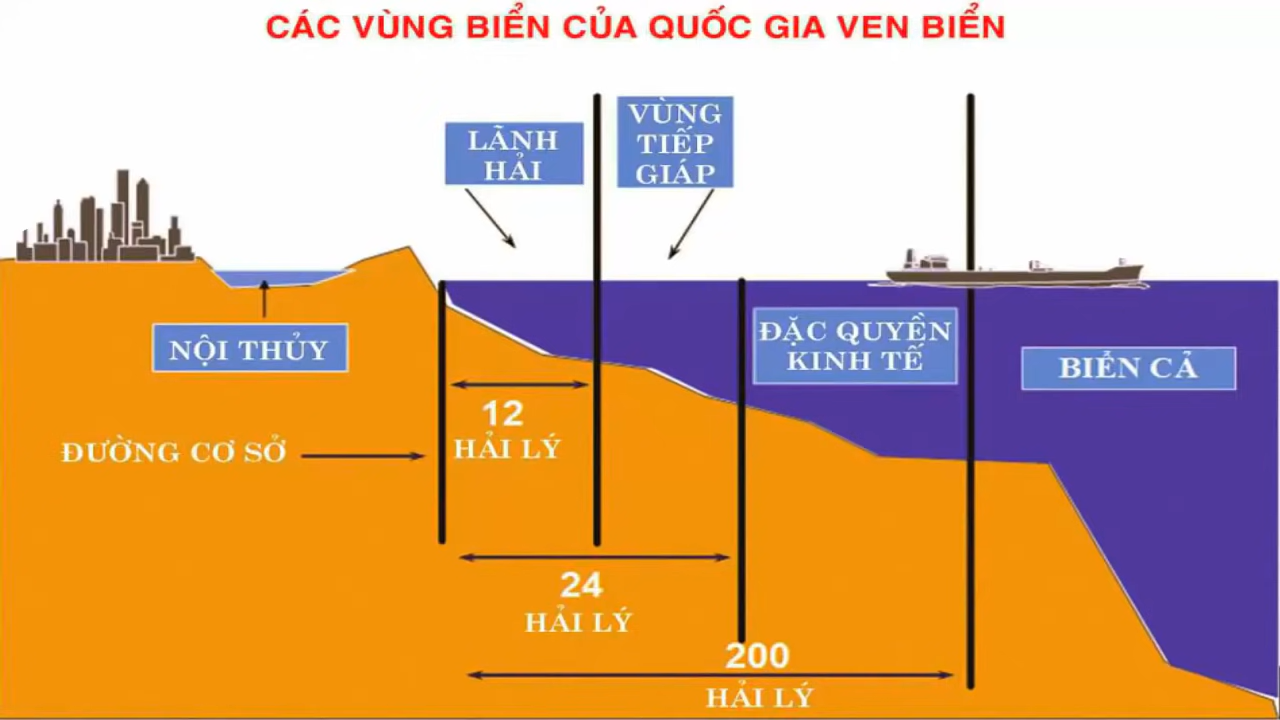 CÁC VÙNG BIỂN CỦA QUỐC GIA VEN BIỂN
LÃNH
HẢI
VÙNG
TIẾP
GIÁP
NỘI THỦY
ĐẶC QUYỀN
KINH TẾ
BIỂN CẢ
12
HẢI LÝ
ĐƯỜNG CƠ SỞ
24
HẢI LÝ
200
HẢI LÝ